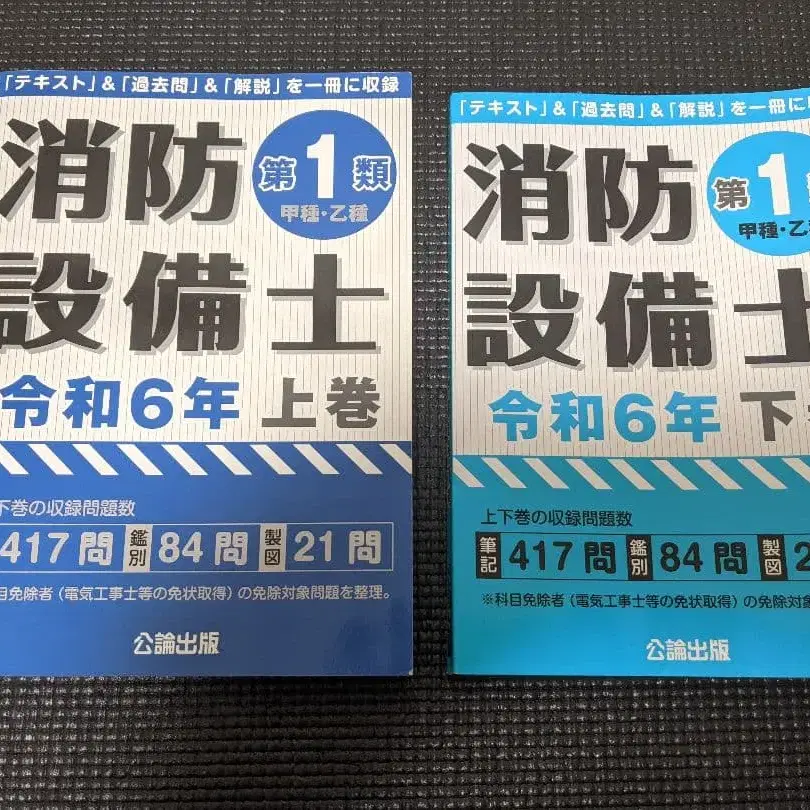 「テキスト」&「過去問」&「解説」を一冊に収録
消防
第1類
甲種・乙種
設備士
令和6年 上巻
下巻の収録問題数
417問 鑑別 84問 製図 21問
目免除者（電気工事士等の免状取得）の免除対象問題を整理。
公論出版
「テキスト」&「過去問」&「解説」を一冊に
消防
第1
甲種・乙
設備士
令和6年 下
上下巻の収録問題数
筆記 417問 鑑別 84問 製図 2
※科目免除者（電気工事士等の免状取得）の免除対象
公論出版